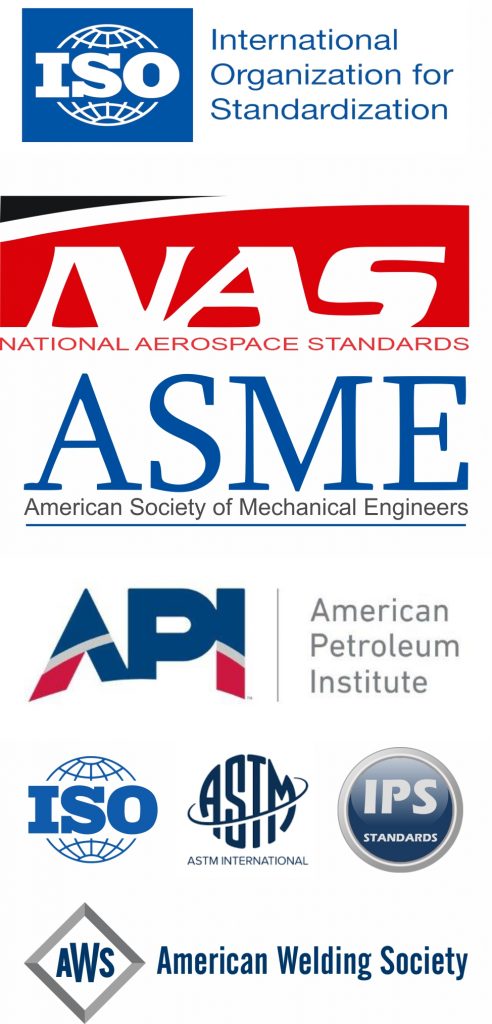 ISO
International
Organization for
Standardization
NAS
NATIONAL AEROSPACE STANDARDS
ASME
American Society of Mechanical Engineers
API
American
Petroleum
Institute
ISO
ASTM
ASTM INTERNATIONAL
IPS
STANDARDS
AWS
American Welding Society